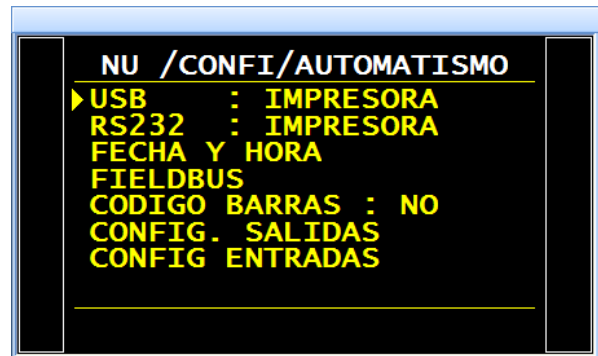 NU /CONFI/AUTOMATISMO
USB : IMPRESORA
RS232 : IMPRESORA
FECHA Y HORA
FIELDBUS
CODIGO BARRAS : NO
CONFIG. SALIDAS
CONFIG ENTRADAS